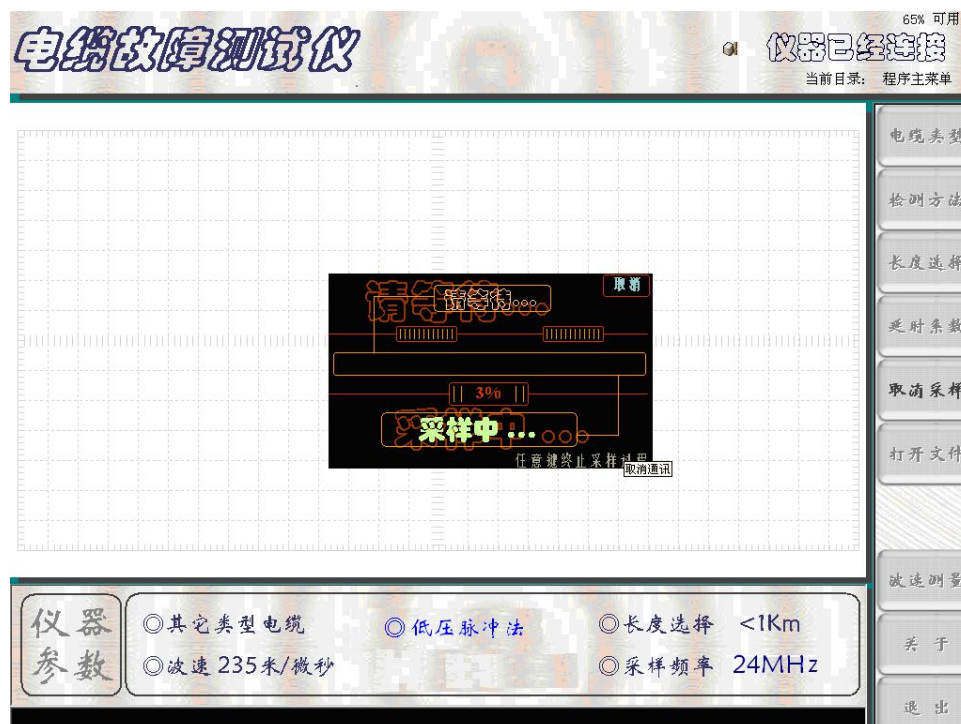 65% 可用
电缆故障测试仪
仪器已经连接
当前目录: 程序主菜单
电缆类型
检测方法
长度选择
延时系数
取消采样
打开文件
波速测量
关于
退出
取消
请等待...
3%
采样中...
任意键终止采样过程
取消通讯
仪器参数
◎其它类型电缆
◎低压脉冲法
◎长度选择 <1Km
◎波速 235米/微秒
◎采样频率 24MHz